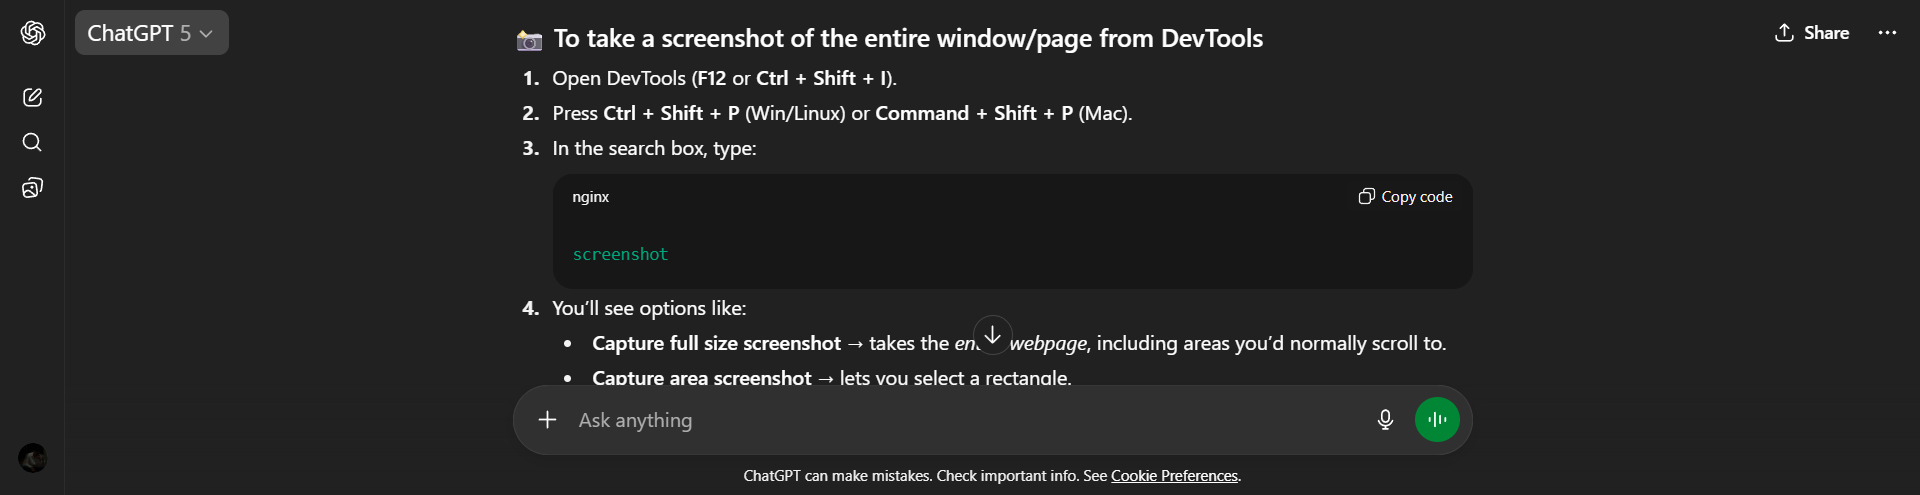 ChatGPT 5
Share
To take a screenshot of the entire window/page from DevTools
1. Open DevTools (F12 or Ctrl + Shift + I).
2. Press Ctrl + Shift + P (Win/Linux) or Command + Shift + P (Mac).
3. In the search box, type:
nginx
Copy code
screenshot
4. You’ll see options like:
• Capture full size screenshot → takes the webpage, including areas you’d normally scroll to.
• Capture area screenshot → lets you select a rectangle.
Ask anything
ChatGPT can make mistakes. Check important info. See Cookie Preferences.